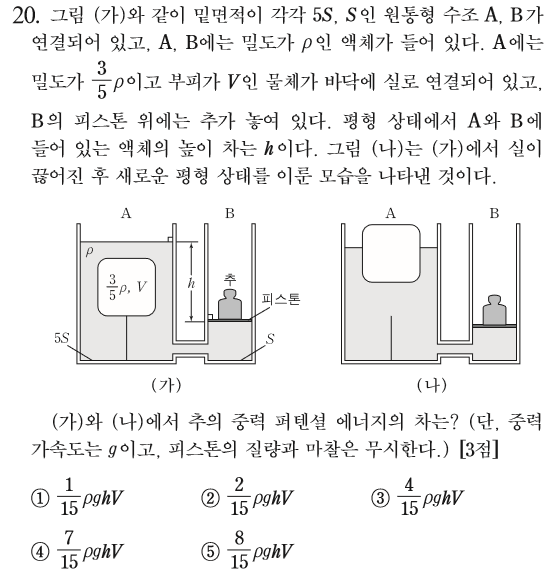 20. 그림 (가)와 같이 밑면적이 각각 5S, S인 원통형 수조 A, B가
연결되어 있고, A, B에는 밀도가 ρ인 액체가 들어 있다. A에는
밀도가 3/5ρ이고 부피가 V인 물체가 바닥에 실로 연결되어 있고,
B의 피스톤 위에는 추가 놓여 있다. 평형 상태에서 A와 B에
들어 있는 액체의 높이 차는 h이다. 그림 (나)는 (가)에서 실이
끊어진 후 새로운 평형 상태를 이룬 모습을 나타낸 것이다.
A B A B
ρ
3/5ρ, V
h
추
피스톤
5S S
(가) (나)
(가)와 (나)에서 추의 중력 퍼텐셜 에너지의 차는? (단, 중력
가속도는 g이고, 피스톤의 질량과 마찰은 무시한다.) [3점]
① 1/15 ρghV ② 2/15 ρghV ③ 4/15 ρghV
④ 7/15 ρghV ⑤ 8/15 ρghV